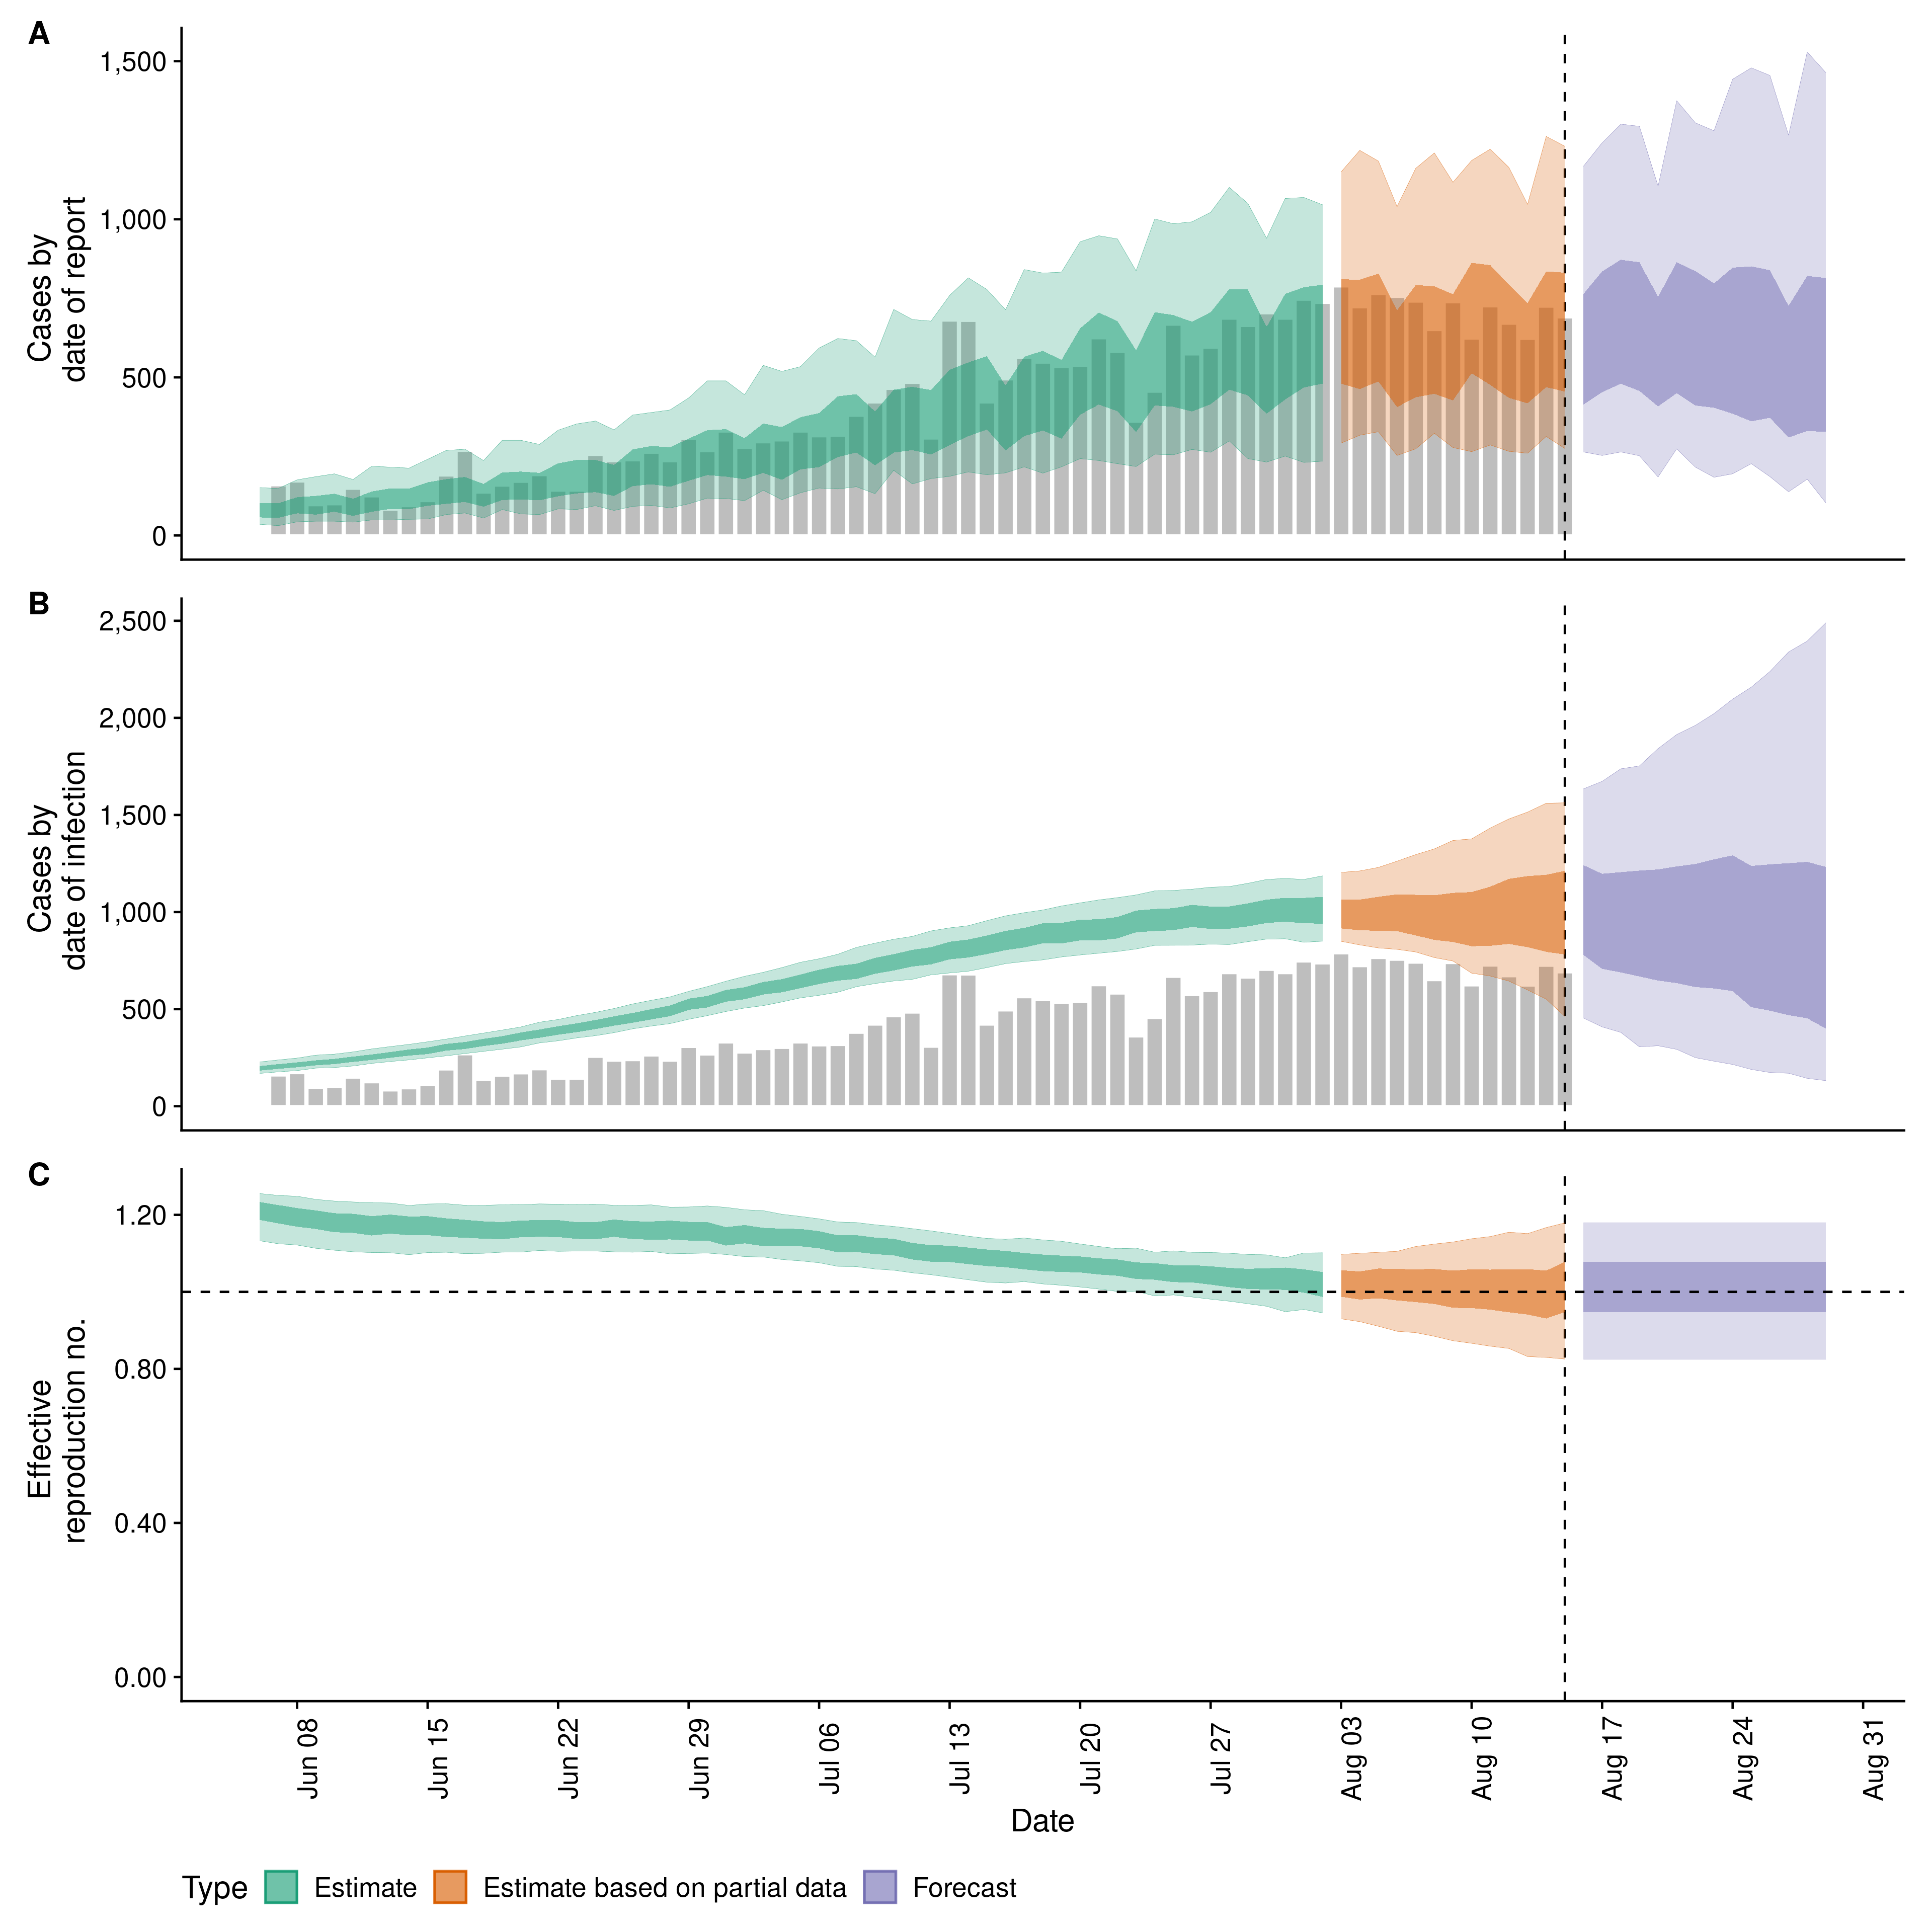 A
Cases by
date of report
1,500
1,000
500
0
B
Cases by
date of infection
2,500
2,000
1,500
1,000
500
0
C
Effective
reproduction no.
1.20
0.80
0.40
0.00
Jun 08
Jun 15
Jun 22
Jun 29
Jul 06
Jul 13
Jul 20
Jul 27
Aug 03
Aug 10
Aug 17
Aug 24
Aug 31
Date
Type Estimate Estimate based on partial data Forecast